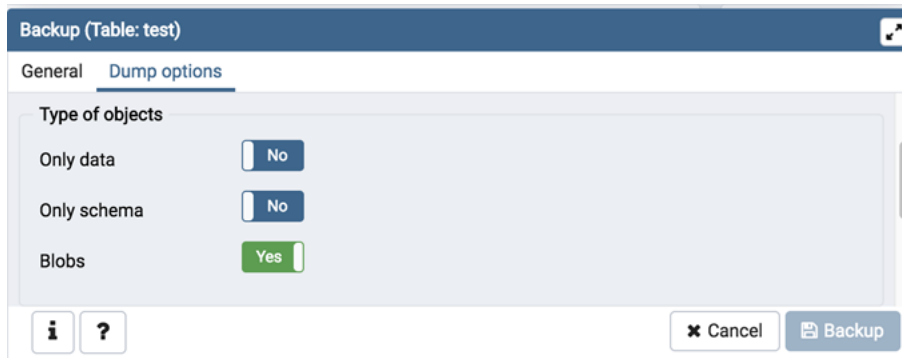 Backup (Table: test)
General Dump options
Type of objects
Only data No
Only schema No
Blobs Yes
i ? Cancel Backup